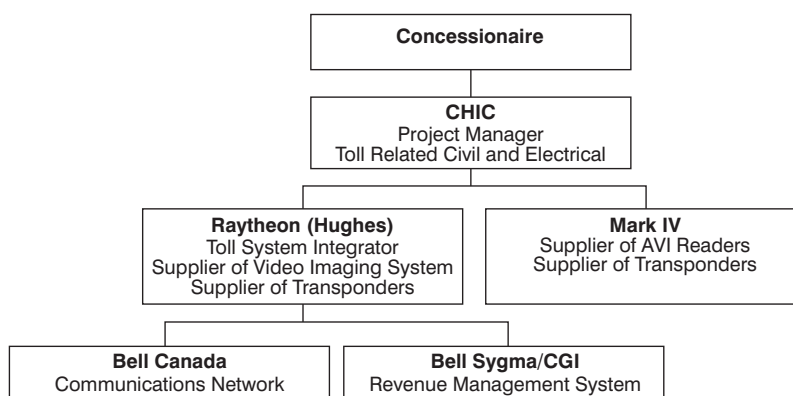 Concessionaire
CHIC
Project Manager
Toll Related Civil and Electrical
Raytheon (Hughes)
Toll System Integrator
Supplier of Video Imaging System
Supplier of Transponders
Mark IV
Supplier of AVI Readers
Supplier of Transponders
Bell Canada
Communications Network
Bell Sygma/CGI
Revenue Management System